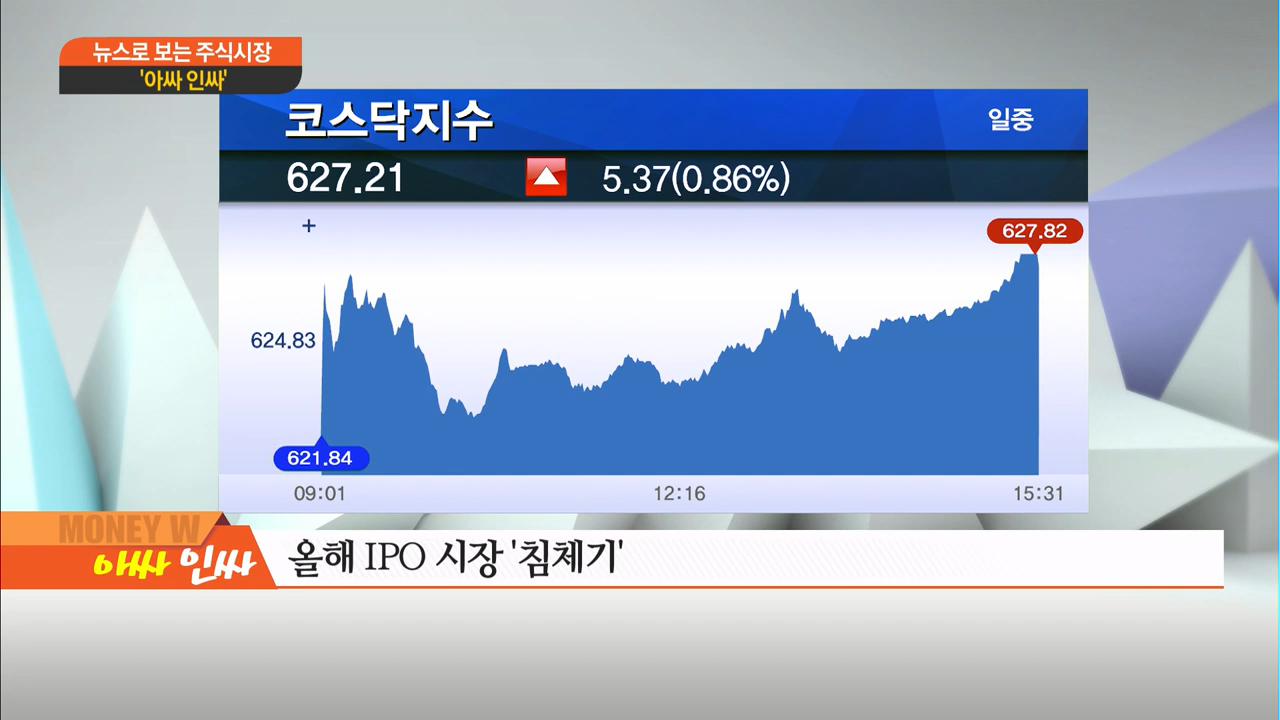 뉴스로 보는 주식시장
'아싸 인싸'
코스닥지수
일중
627.21
5.37(0.86%)
+
627.82
624.83
621.84
09:01
12:16
15:31
MONEY W
아싸 인싸
올해 IPO 시장 '침체기'